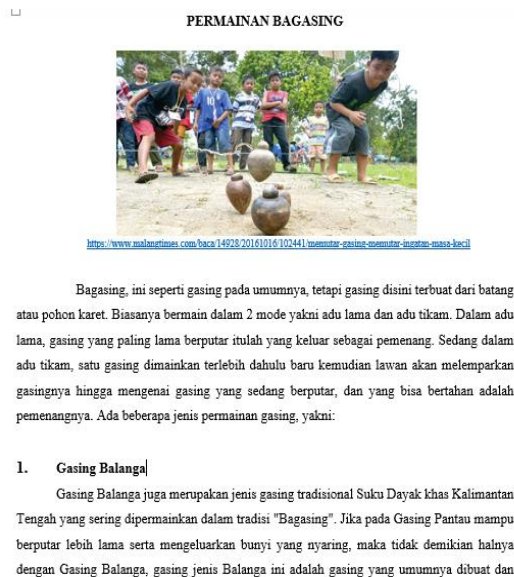 PERMAINAN BAGASING
https://www.malangtimes.com/baca/14928/20161016/102441/memutar-gasing-memutar-ingatan-masa-kecil
Bagasing, ini seperti gasing pada umumnya, tetapi gasing disini terbuat dari batang
atau pohon karet. Biasanya bermain dalam 2 mode yakni adu lama dan adu tikam. Dalam adu
lama, gasing yang paling lama berputar itulah yang keluar sebagai pemenang. Sedang dalam
adu tikam, satu gasing dimainkan terlebih dahulu baru kemudian lawan akan melemparkan
gasingnya hingga mengenai gasing yang sedang berputar, dan yang bisa bertahan adalah
pemenangnya. Ada beberapa jenis permainan gasing, yakni:
1. Gasing Balanga
Gasing Balanga juga merupakan jenis gasing tradisional Suku Dayak khas Kalimantan
Tengah yang sering dipermainkan dalam tradisi "Bagasing". Jika pada Gasing Pantau mampu
berputar lebih lama serta mengeluarkan bunyi yang nyaring, maka tidak demikian halnya
dengan Gasing Balanga, gasing jenis Balanga ini adalah gasing yang umumnya dibuat dan